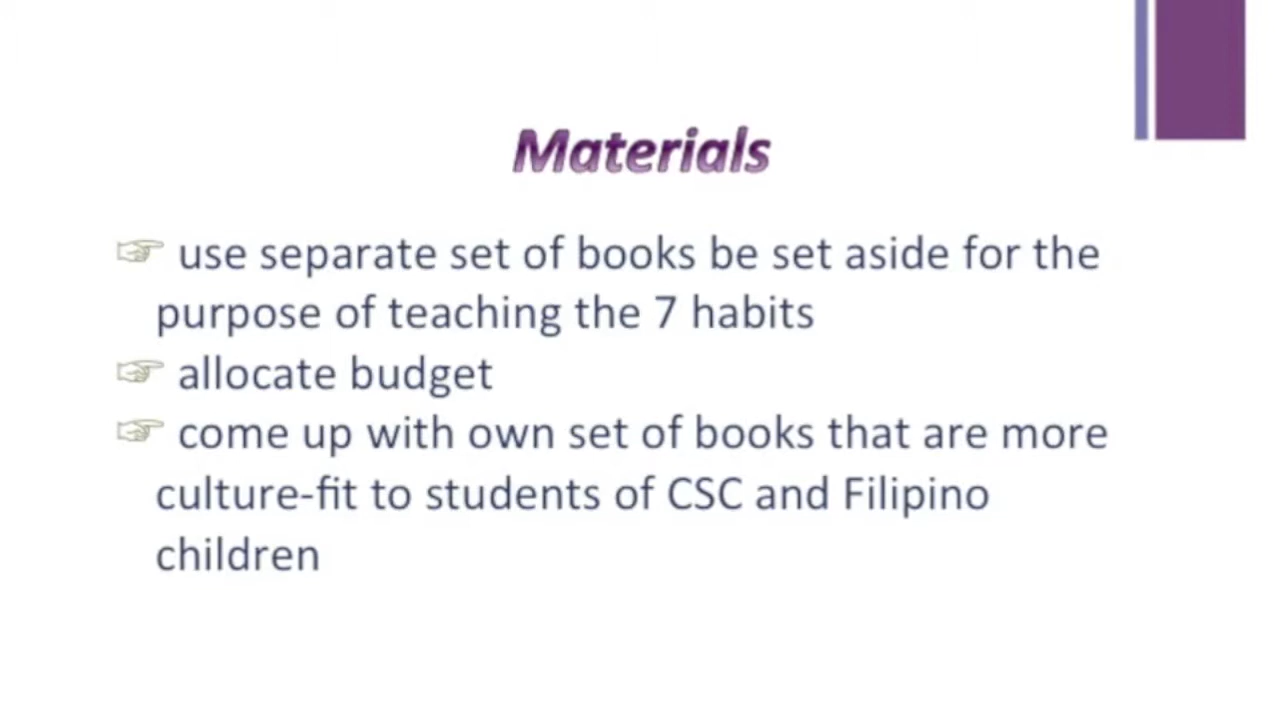 Materials
☞ use separate set of books be set aside for the
purpose of teaching the 7 habits
☞ allocate budget
☞ come up with own set of books that are more
culture-fit to students of CSC and Filipino
children